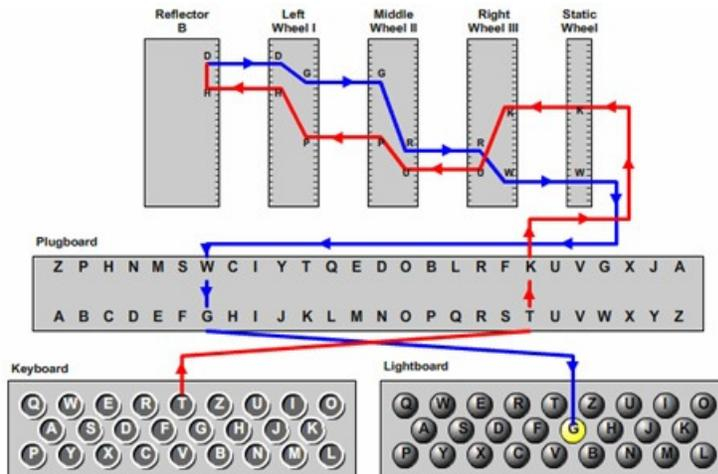 Reflector B
Left Wheel I
Middle Wheel II
Right Wheel III
Static Wheel
D D G G
H H
K K
P P
R R
U U
W W
Plugboard
Z P H N M S W C I Y T Q E D O B L R F K U V G X J A
A B C D E F G H I J K L M N O P Q R S T U V W X Y Z
Keyboard
Q W E R T Z U I O
A S D F G H J K
P Y X C V B N M L
Lightboard
Q W E R T Z U I O
A S D F G H J K
P Y X C V B N M L